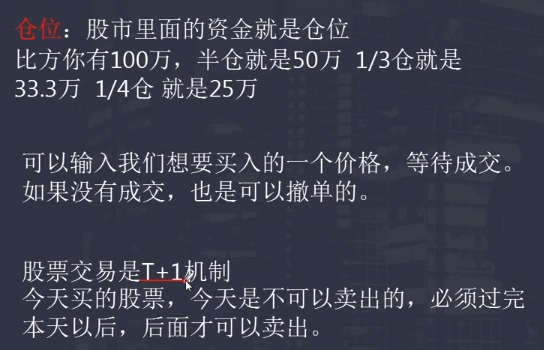 仓位：股市里面的资金就是仓位
比方你有100万，半仓就是50万 1/3仓就是
33.3万 1/4仓 就是25万
可以输入我们想要买入的一个价格，等待成交。
如果没有成交，也是可以撤单的。
股票交易是T+1机制
今天买的股票，今天是不可以卖出的，必须过完
本天以后，后面才可以卖出。